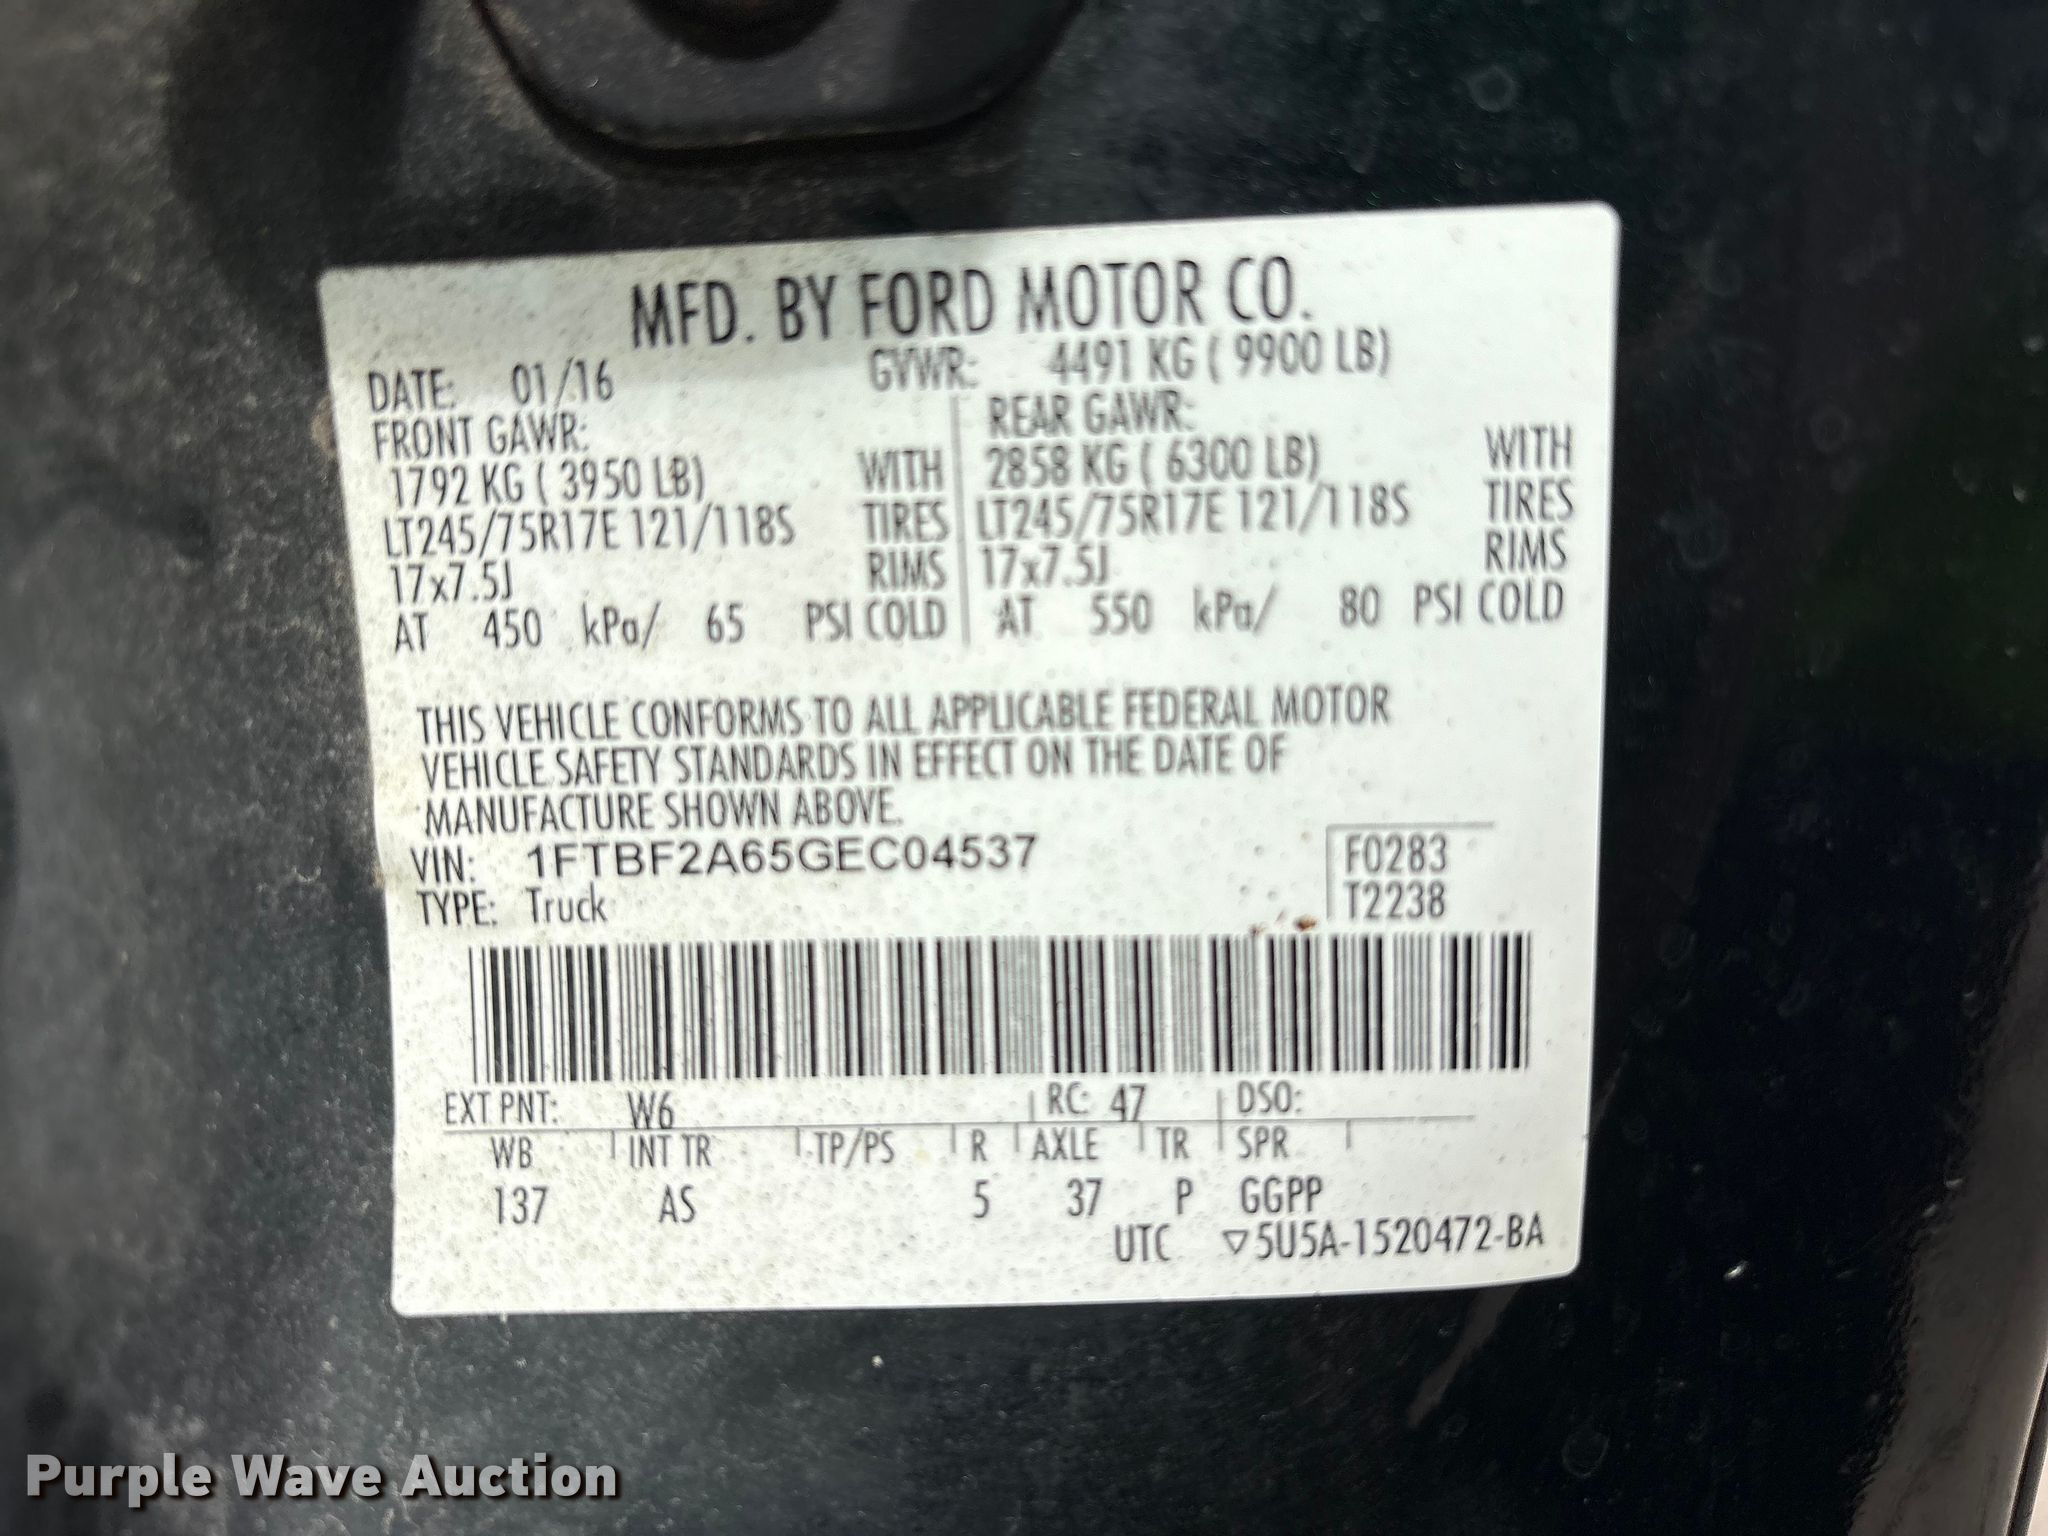 MFD. BY FORD MOTOR CO.
DATE: 01/16 GVWR: 4491 KG ( 9900 LB)
FRONT GAWR: REAR GAWR:
1792 KG ( 3950 LB) WITH 2858 KG ( 6300 LB) WITH
LT245/75R17E 121/118S TIRES LT245/75R17E 121/118S TIRES
17x7.5J RIMS 17x7.5J RIMS
AT 450 kPa/ 65 PSI COLD AT 550 kPa/ 80 PSI COLD
THIS VEHICLE CONFORMS TO ALL APPLICABLE FEDERAL MOTOR
VEHICLE SAFETY STANDARDS IN EFFECT ON THE DATE OF
MANUFACTURE SHOWN ABOVE.
VIN: 1FTBF2A65GEC04537 F0283
TYPE: Truck T2238
EXT PNT: W6 RC: 47 DSO:
WB INT TR TP/PS R AXLE TR SPR
137 AS 5 37 P GGPP
UTC ▽5U5A-1520472-BA
Purple Wave Auction